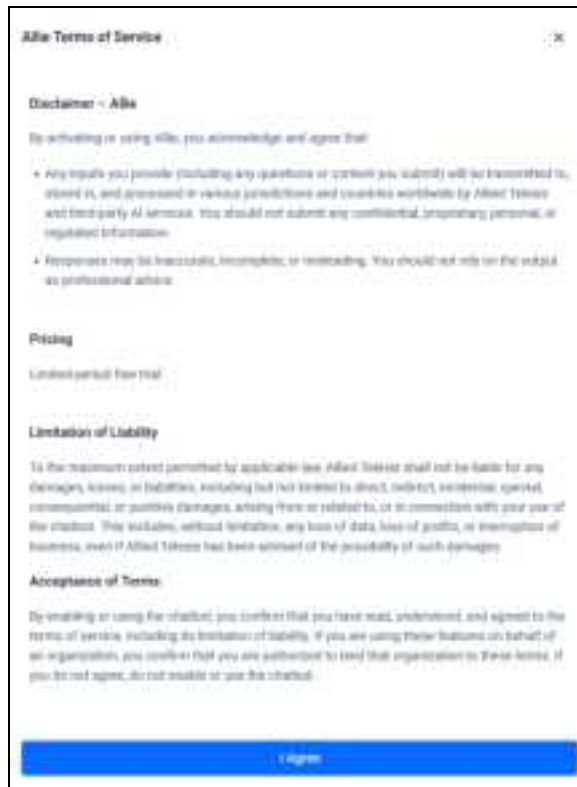 Allie Terms of Service ×
Disclaimer – Allie
By activating or using Allie, you acknowledge and agree that
• Any inputs you provide (including any questions or content you submit) will be transmitted to,
stored in, and processed in various jurisdictions and countries worldwide by Allied Telesis
and third-party AI services. You should not submit any confidential, proprietary, personal, or
regulated information.
• Responses may be inaccurate, incomplete, or misleading. You should not rely on the output
as professional advice.
Pricing
Limited period free trial
Limitation of Liability
To the maximum extent permitted by applicable law, Allied Telesis shall not be liable for any
damages, losses, or liabilities, including but not limited to direct, indirect, incidental, special,
consequential, or punitive damages, arising from or related to, or in connection with your use of
the chatbot. This includes, without limitation, any loss of data, loss of profits, or interruption of
business, even if Allied Telesis has been advised of the possibility of such damages.
Acceptance of Terms
By enabling or using the chatbot, you confirm that you have read, understood, and agreed to the
terms of service, including its limitation of liability. If you are using these features on behalf of
an organization, you confirm that you are authorized to bind that organization to these terms. If
you do not agree, do not enable or use the chatbot.
I Agree